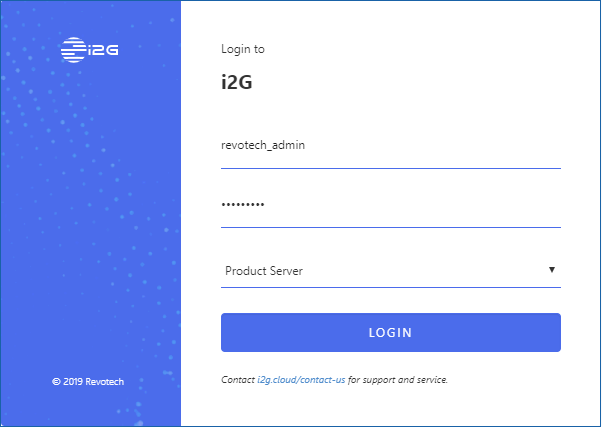 i2G
Login to
i2G
revotech_admin
•••••••••
Product Server
LOGIN
Contact i2g.cloud/contact-us for support and service.
© 2019 Revotech